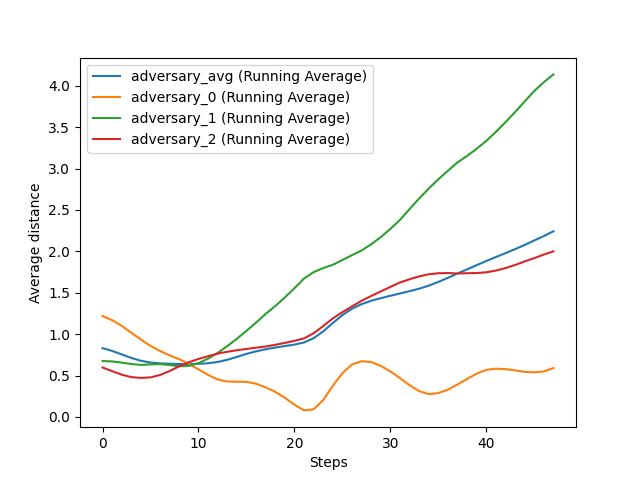 adversary_avg (Running Average)
adversary_0 (Running Average)
adversary_1 (Running Average)
adversary_2 (Running Average)
4.0
3.5
3.0
2.5
2.0
1.5
1.0
0.5
0.0
Average distance
0 10 20 30 40
Steps